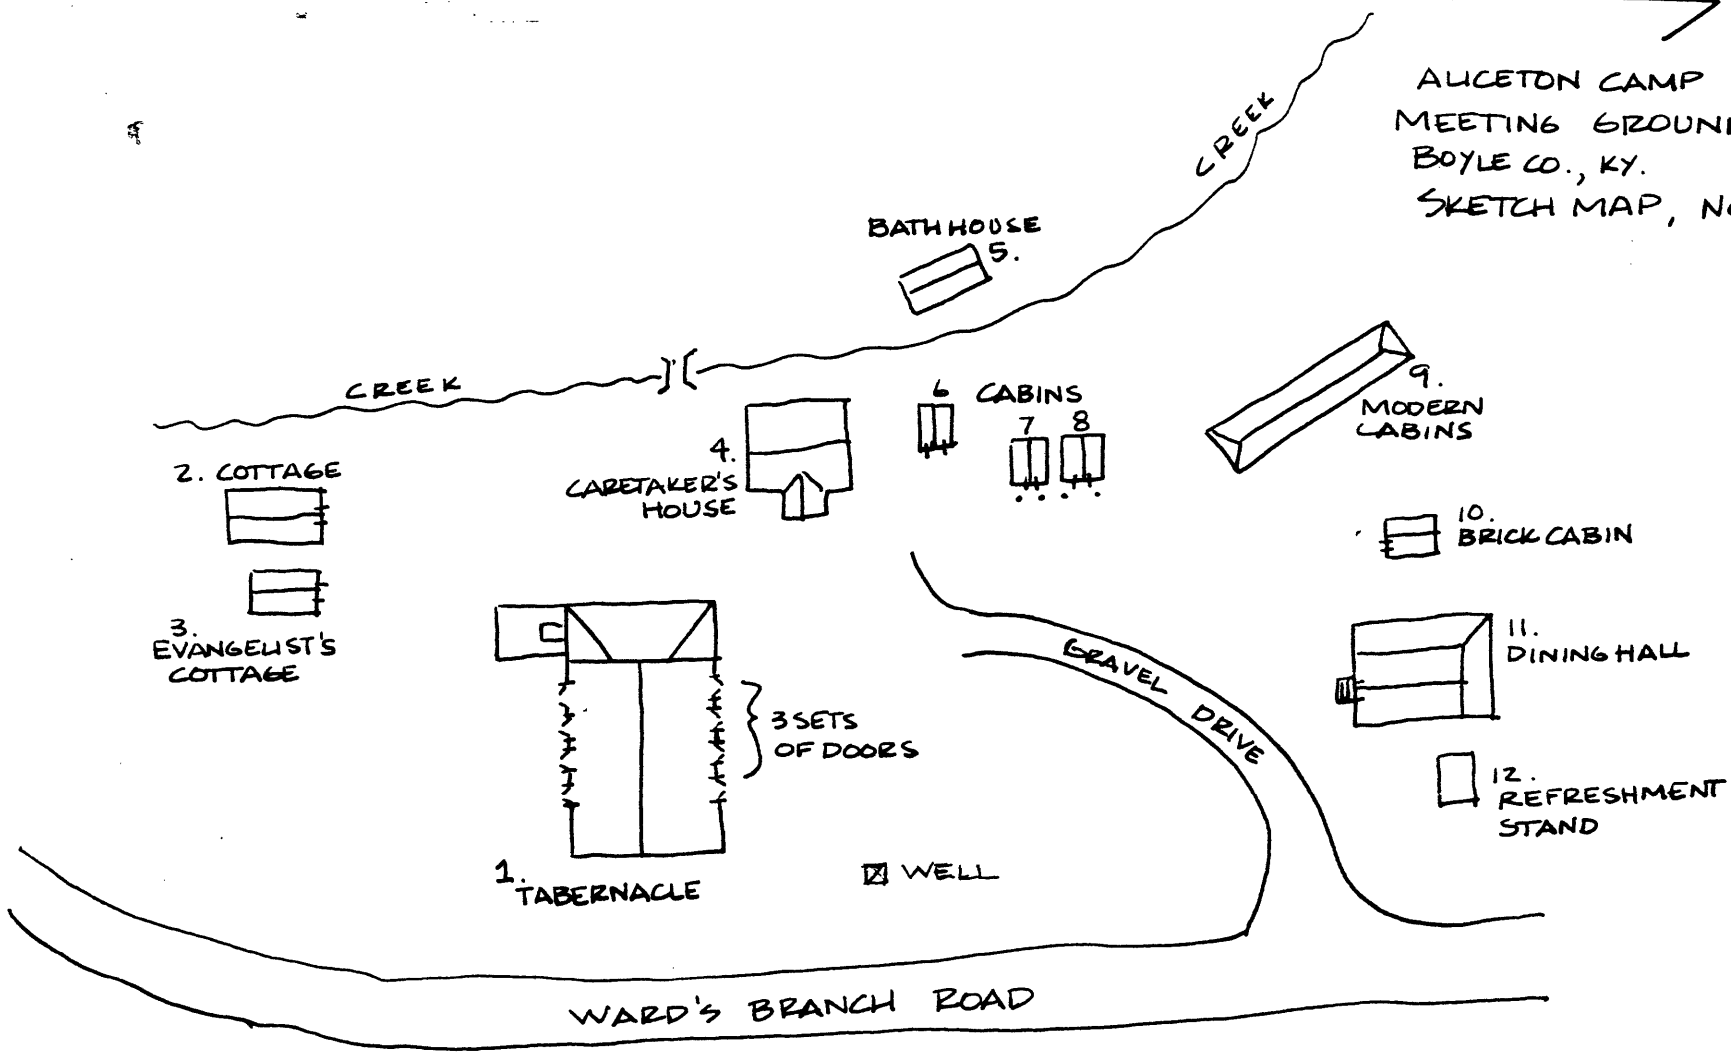 ALICETON CAMP
MEETING GROUN
BOYLE CO., KY.
SKETCH MAP,
CREEK
BATH HOUSE
5.
CREEK
6 CABINS
7 8
9.
MODERN
CABINS
2. COTTAGE
4.
CARETAKER'S
HOUSE
10.
BRICK CABIN
3.
EVANGELIST'S
COTTAGE
11.
DINING HALL
GRAVEL DRIVE
3 SETS
OF DOORS
12.
REFRESHMENT
STAND
1.
TABERNACLE
WELL
WARD'S BRANCH ROAD